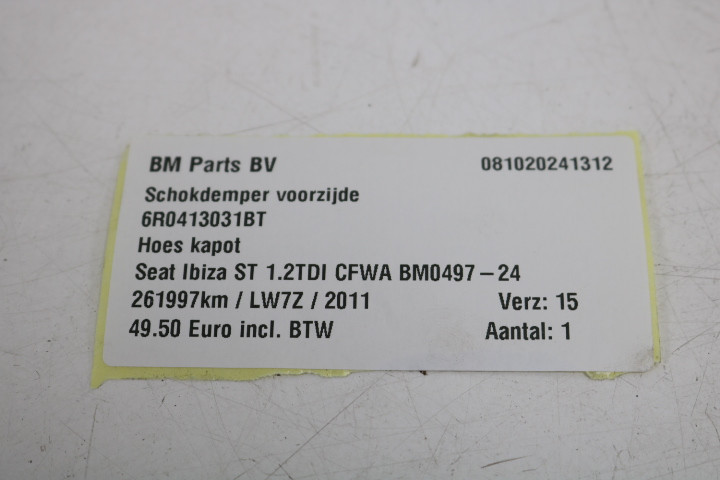 BM Parts BV 081020241312
Schokdemper voorzijde
6R0413031BT
Hoes kapot
Seat Ibiza ST 1.2TDI CFWA BM0497-24
261997km / LW7Z / 2011 Verz: 15
49.50 Euro incl. BTW Aantal: 1